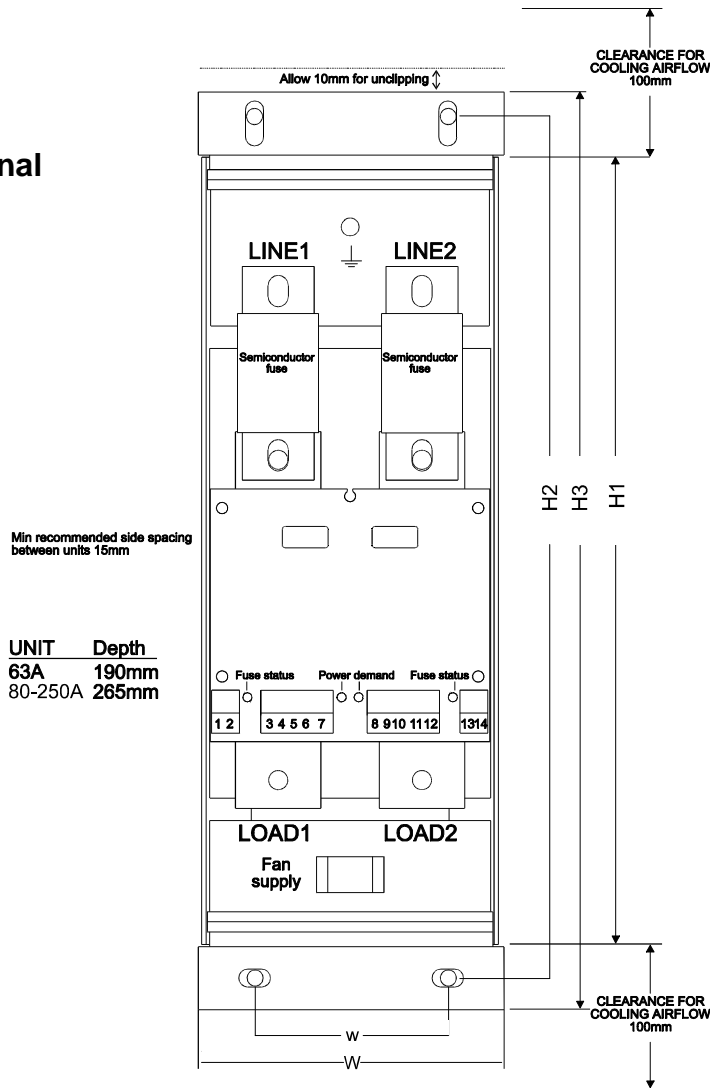 CLEARANCE FOR
COOLING AIRFLOW
100mm
Allow 10mm for unclipping
nal
LINE1 LINE2
Semiconductor
fuse
Semiconductor
fuse
H2 H3 H1
Min recommended side spacing
between units 15mm
UNIT Depth
63A 190mm
80-250A 265mm
Fuse status Power demand Fuse status
1 2 3 4 5 6 7 8 9 10 11 12 13 14
LOAD1 LOAD2
Fan
supply
CLEARANCE FOR
COOLING AIRFLOW
100mm
w
W